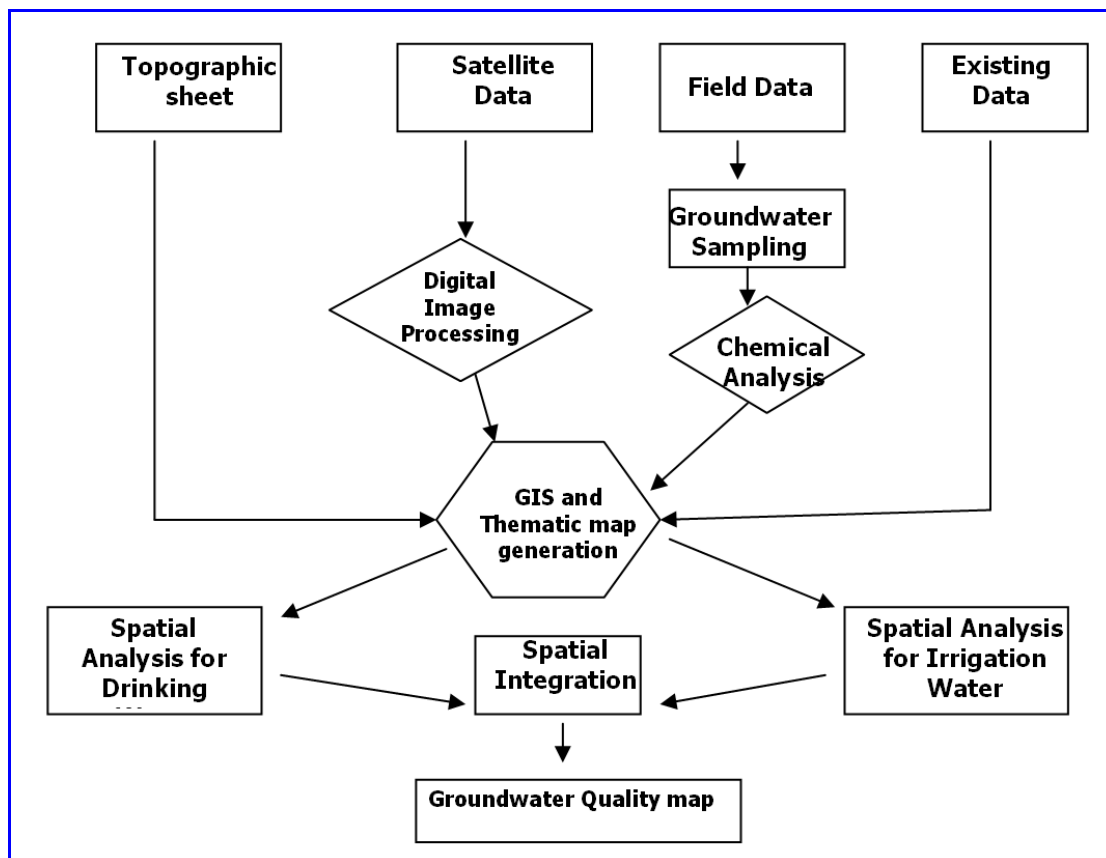 Topographic
sheet
Satellite
Data
Field Data
Existing
Data
Groundwater
Sampling
Digital
Image
Processing
Chemical
Analysis
GIS and
Thematic map
generation
Spatial
Analysis for
Drinking
Spatial
Integration
Spatial Analysis
for Irrigation
Water
Groundwater Quality map